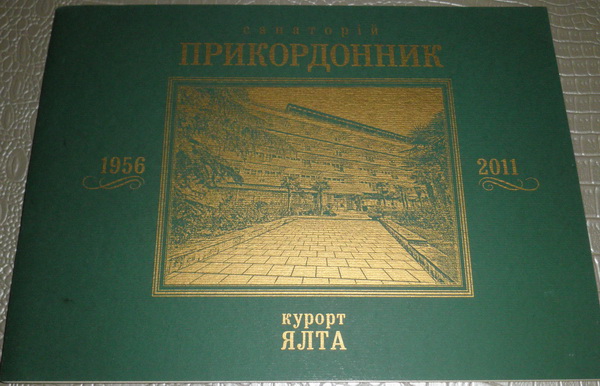 санаторій
ПРИКОРДОННИК
1956
2011
курорт
ЯЛТА